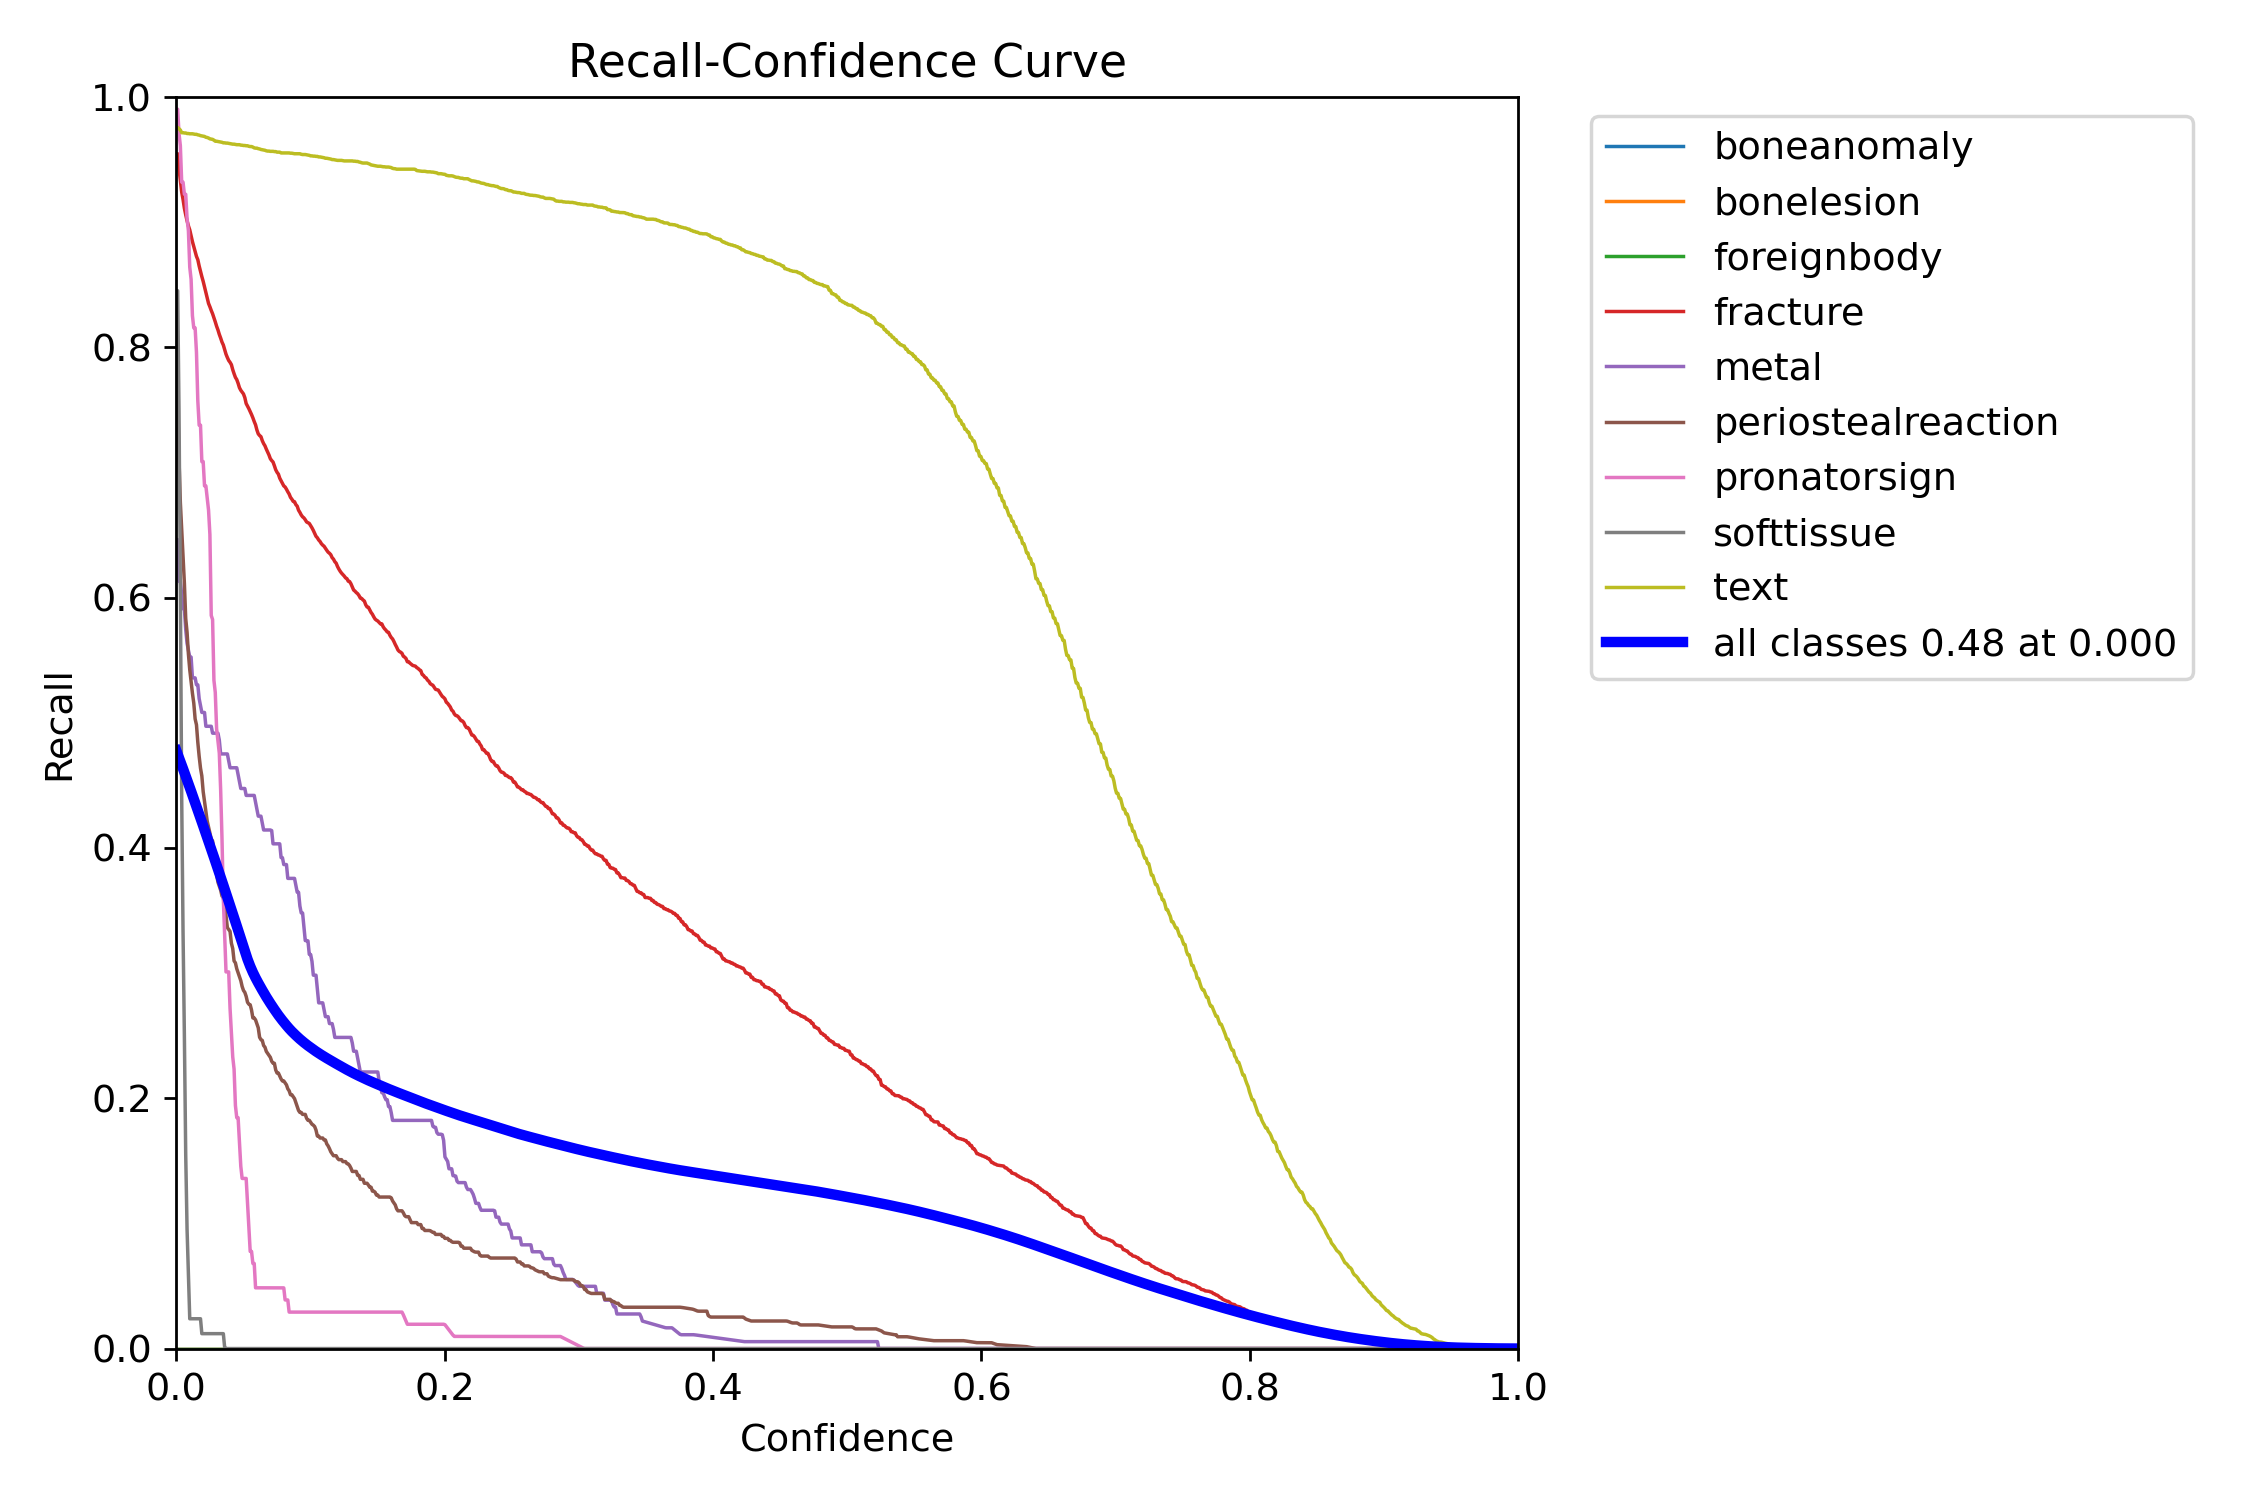 Recall-Confidence Curve
1.0
0.8
0.6
0.4
0.2
0.0
Recall
0.0 0.2 0.4 0.6 0.8 1.0
Confidence
boneanomaly
bonelesion
foreignbody
fracture
metal
periostealreaction
pronatorsign
softtissue
text
all classes 0.48 at 0.000